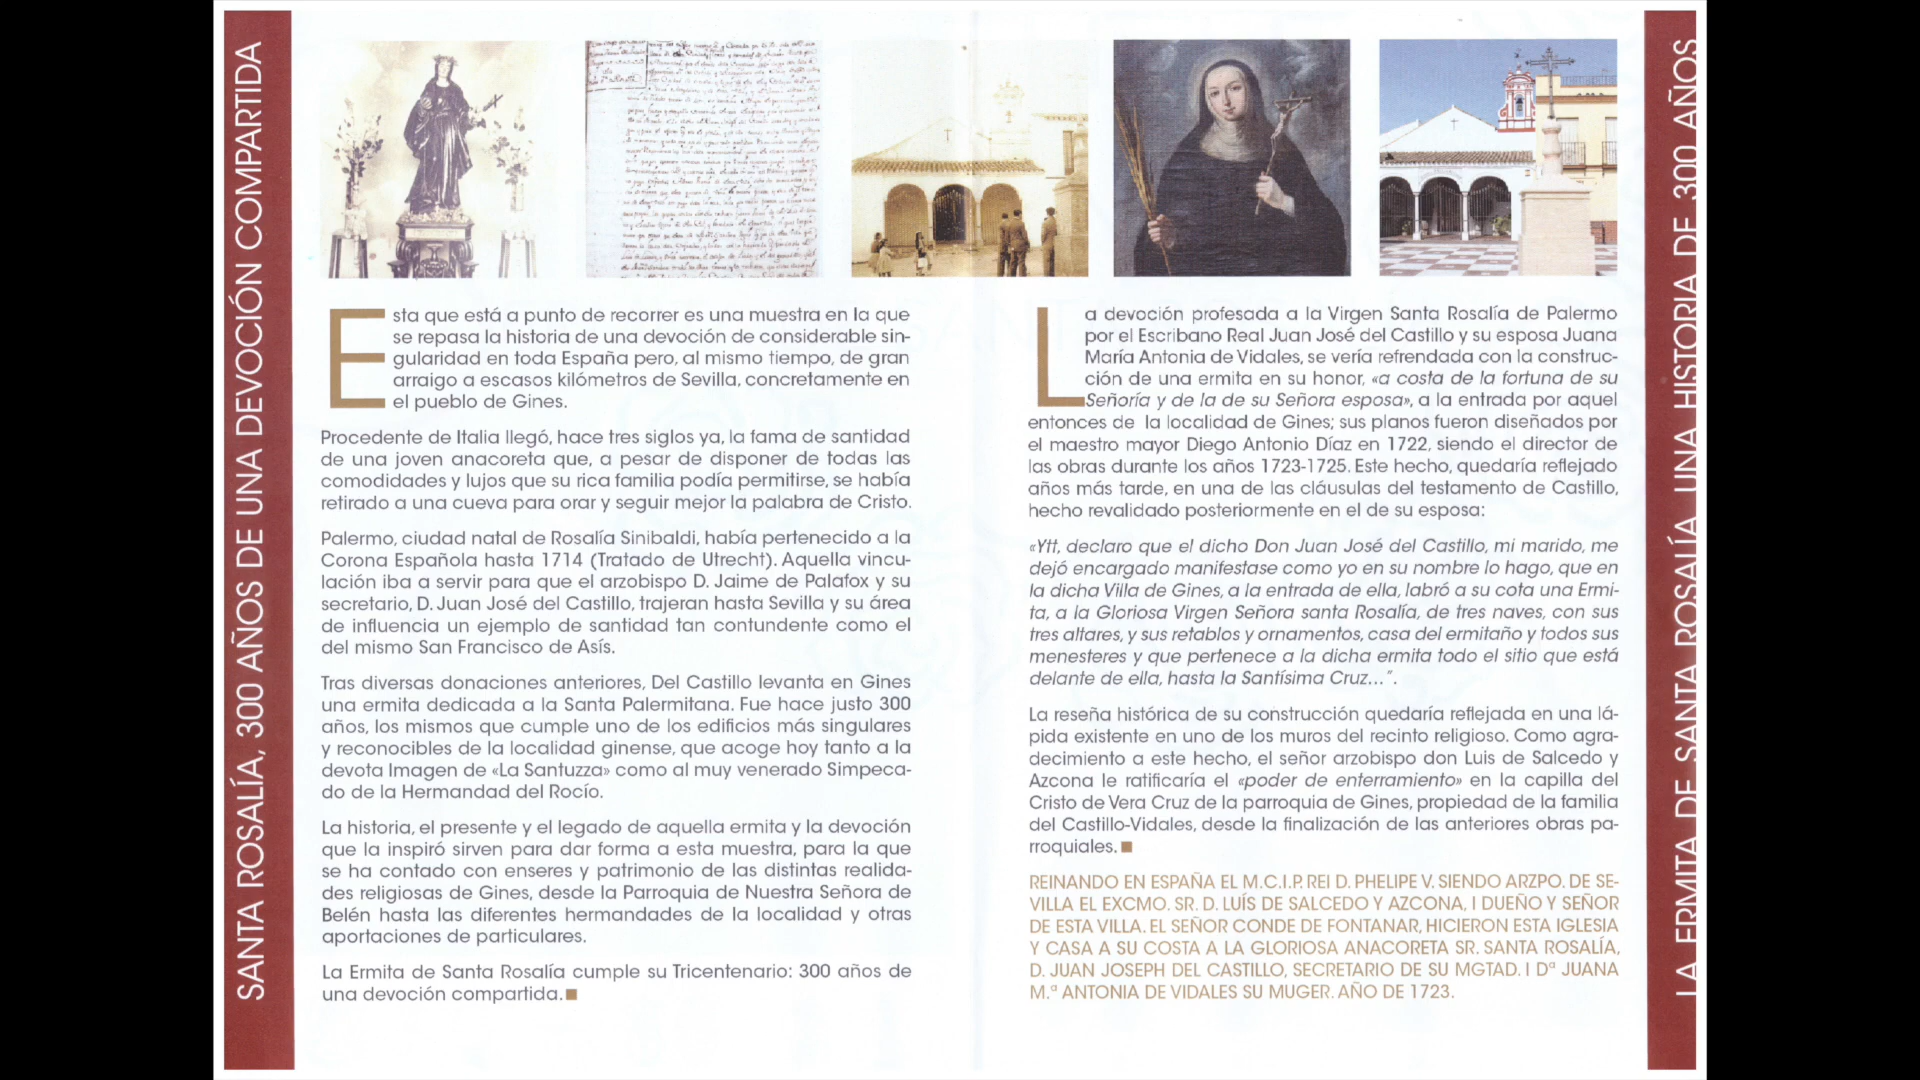 SANTA ROSALÍA, 300 AÑOS DE UNA DEVOCIÓN COMPARTIDA
Esta que está a punto de recorrer es una muestra en la que
se repasa la historia de una devoción de considerable sin-
gularidad en toda España pero, al mismo tiempo, de gran
arraigo a escasos kilómetros de Sevilla, concretamente en
el pueblo de Gines.
Procedente de Italia llegó, hace tres siglos ya, la fama de santidad
de una joven anacoreta que, a pesar de disponer de todas las
comodidades y lujos que su rica familia podía permitirse, se había
retirado a una cueva para orar y seguir mejor la palabra de Cristo.
Palermo, ciudad natal de Rosalía Sinibaldi, había pertenecido a la
Corona Española hasta 1714 (Tratado de Utrecht). Aquella vincu-
lación iba a servir para que el arzobispo D. Jaime de Palafox y su
secretario, D. Juan José del Castillo, trajeran hasta Sevilla y su área
de influencia un ejemplo de santidad tan contundente como el
del mismo San Francisco de Asís.
Tras diversas donaciones anteriores, Del Castillo levanta en Gines
una ermita dedicada a la Santa Palermitana. Fue hace justo 300
años, los mismos que cumple uno de los edificios más singulares
y reconocibles de la localidad ginense, que acoge hoy tanto a la
devota Imagen de «La Santuzza» como al muy venerado Simpeca-
do de la Hermandad del Rocío.
La historia, el presente y el legado de aquella ermita y la devoción
que la inspiró sirven para dar forma a esta muestra, para la que
se ha contado con enseres y patrimonio de las distintas realida-
des religiosas de Gines, desde la Parroquia de Nuestra Señora de
Belén hasta las diferentes hermandades de la localidad y otras
aportaciones de particulares.
La Ermita de Santa Rosalía cumple su Tricentenario: 300 años de
una devoción compartida.
La devoción profesada a la Virgen Santa Rosalía de Palermo
por el Escribano Real Juan José del Castillo y su esposa Juana
María Antonia de Vidales, se vería refrendada con la construc-
ción de una ermita en su honor, «a costa de la fortuna de su
Señoría y de la de su Señora esposa», a la entrada por aquel
entonces de la localidad de Gines; sus planos fueron diseñados por
el maestro mayor Diego Antonio Díaz en 1722, siendo el director de
las obras durante los años 1723-1725. Este hecho, quedaría reflejado
años más tarde, en una de las cláusulas del testamento de Castillo,
hecho revalidado posteriormente en el de su esposa:
«Ytt, declaro que el dicho Don Juan José del Castillo, mi marido, me
dejó encargado manifestase como yo en su nombre lo hago, que en
la dicha Villa de Gines, a la entrada de ella, labró a su cota una Ermi-
ta, a la Gloriosa Virgen Señora santa Rosalía, de tres naves, con sus
tres altares, y sus retablos y ornamentos, casa del ermitaño y todos sus
menesteres y que pertenece a la dicha ermita todo el sitio que está
delante de ella, hasta la Santísima Cruz...”.
La reseña histórica de su construcción quedaría reflejada en una lá-
pida existente en uno de los muros del recinto religioso. Como agra-
decimiento a este hecho, el señor arzobispo don Luis de Salcedo y
Azcona le ratificaría el «poder de enterramiento» en la capilla del
Cristo de Vera Cruz de la parroquia de Gines, propiedad de la familia
del Castillo-Vidales, desde la finalización de las anteriores obras pa-
rroquiales.
REINANDO EN ESPAÑA EL M.C.I.P. REI D. PHELIPE V. SIENDO ARZPO. DE SE-
VILLA EL EXCMO. SR. D. LUÍS DE SALCEDO Y AZCONA, I DUEÑO Y SEÑOR
DE ESTA VILLA. EL SEÑOR CONDE DE FONTANAR, HICIERON ESTA IGLESIA
Y CASA A SU COSTA A LA GLORIOSA ANACORETA SR. SANTA ROSALÍA,
D. JUAN JOSEPH DEL CASTILLO, SECRETARIO DE SU MGTAD. I Dª JUANA
M.ª ANTONIA DE VIDALES SU MUGER. AÑO DE 1723.
LA ERMITA DE SANTA ROSALÍA UNA HISTORIA DE 300 AÑOS